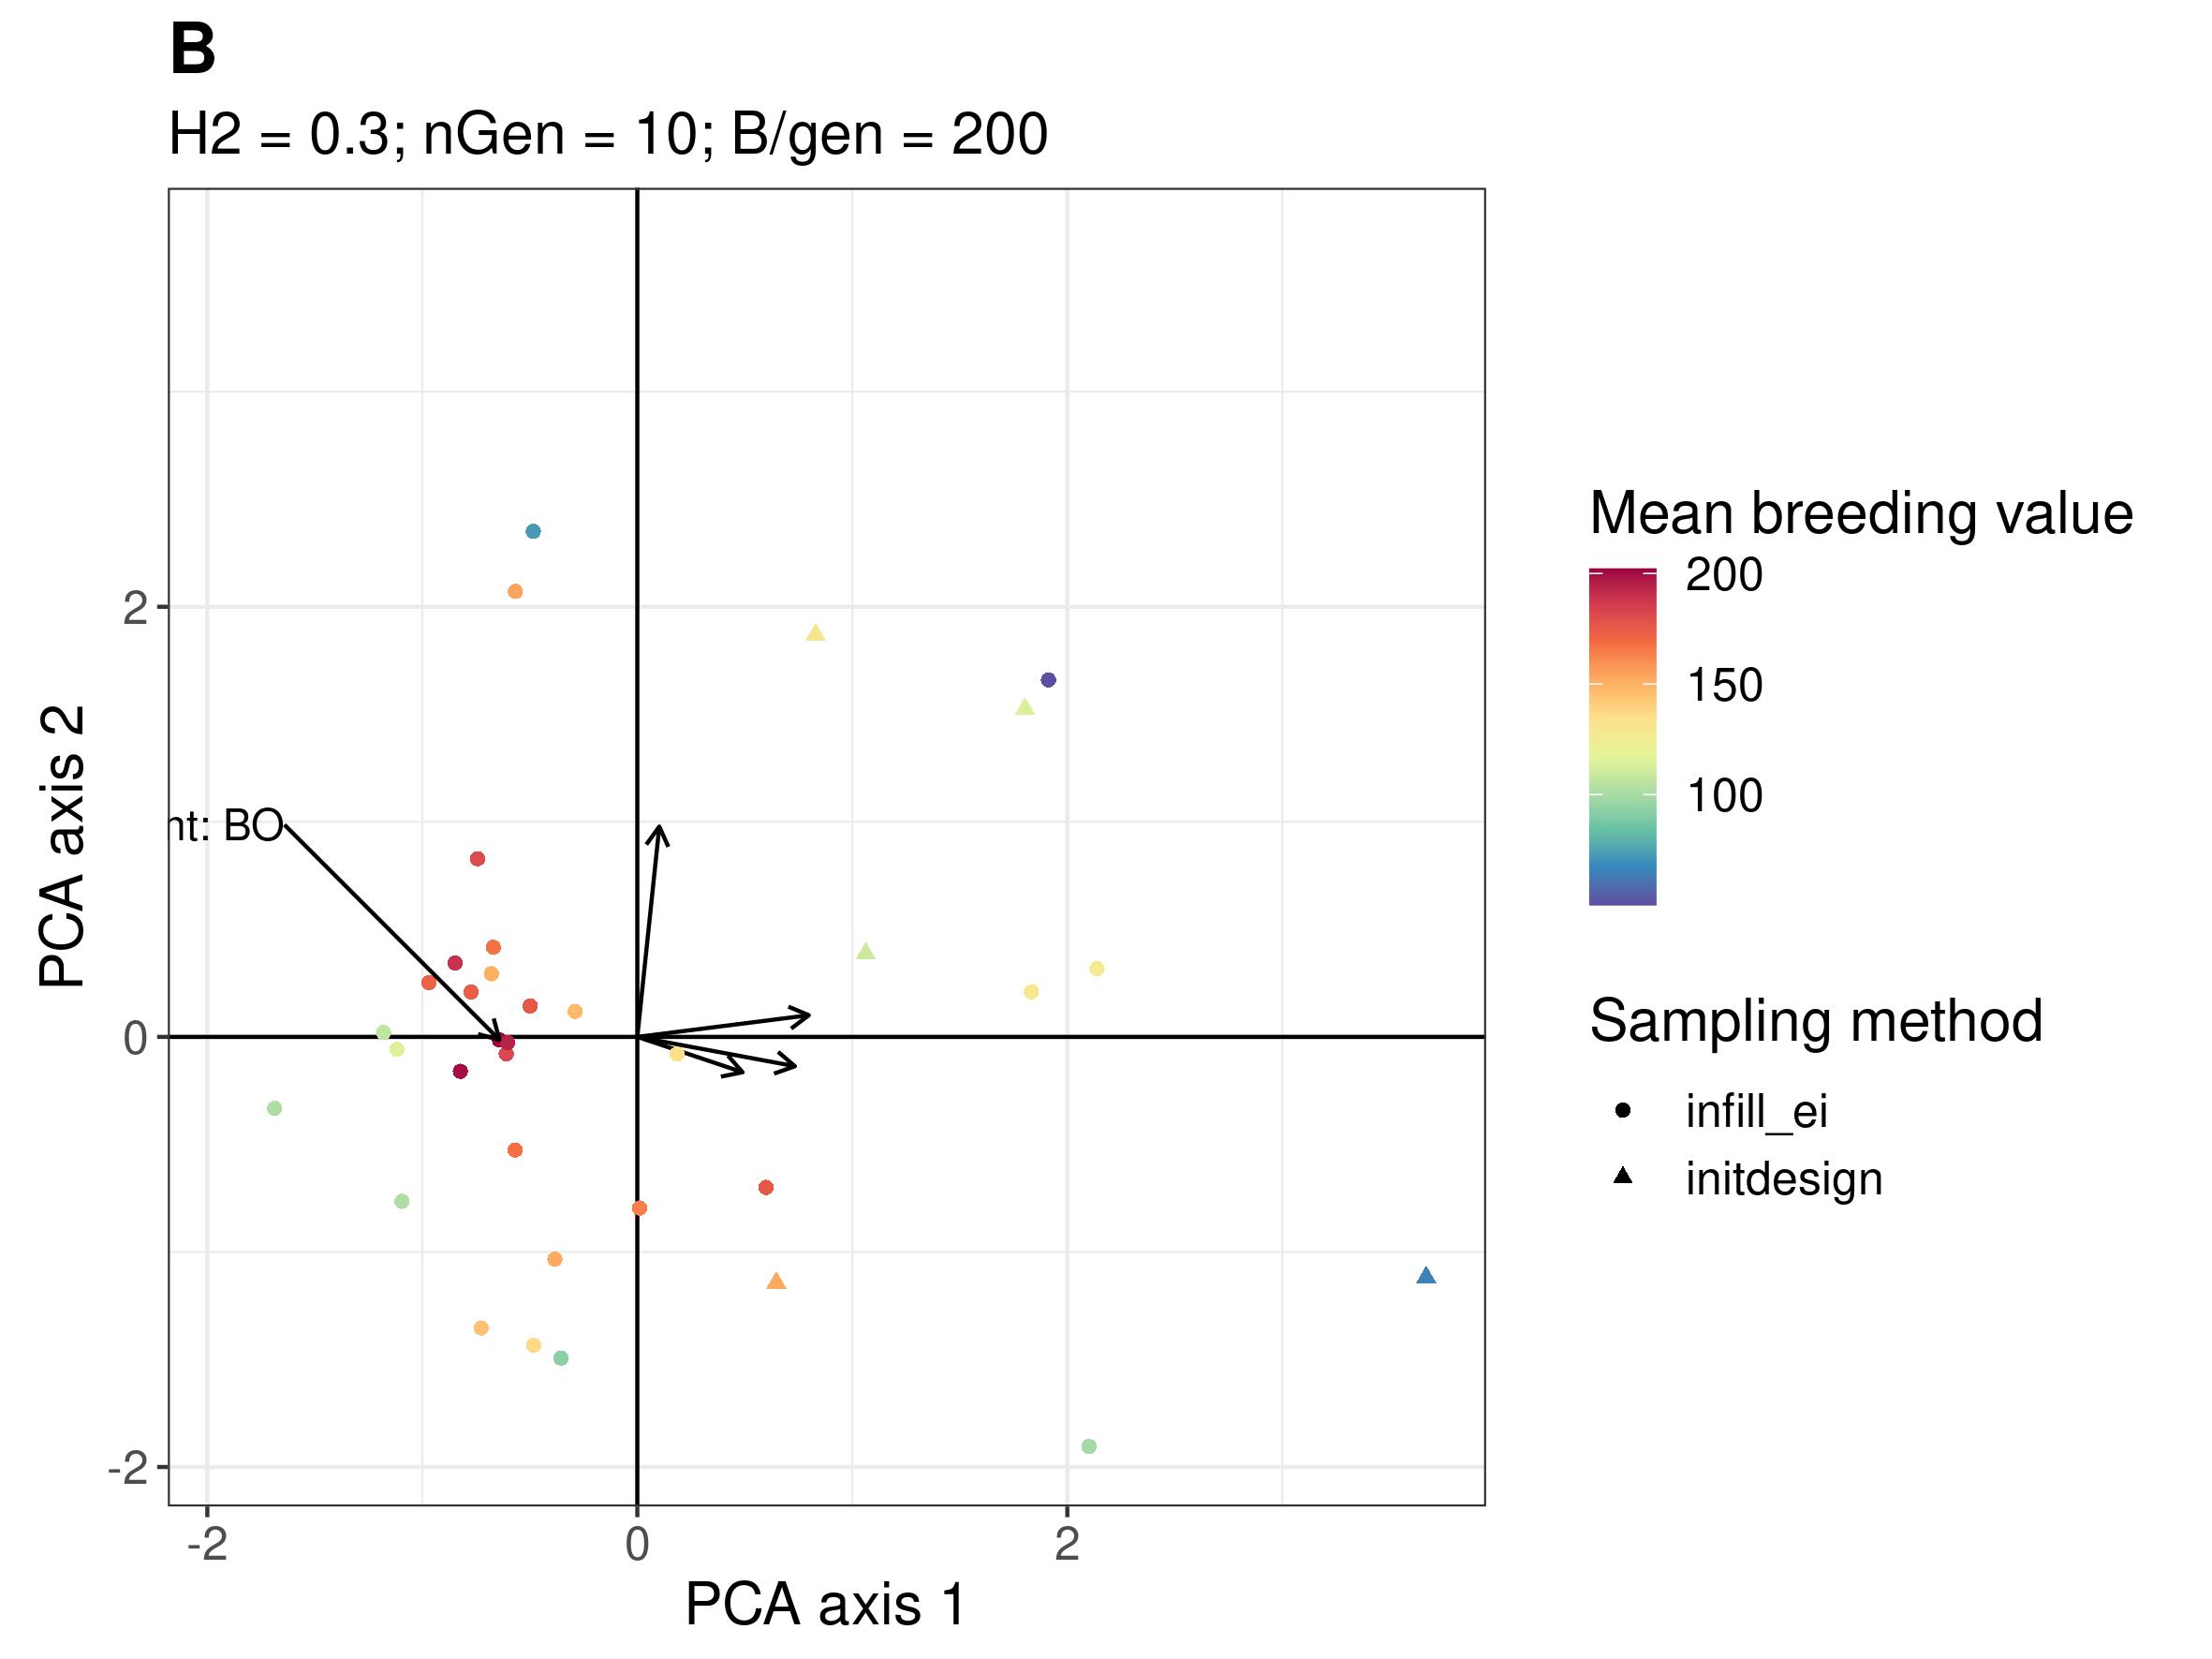 B
H2 = 0.3; nGen = 10; B/gen = 200
PCA axis 2
2
0
-2
nt: BO
-2
0
2
PCA axis 1
Mean breeding value
200
150
100
Sampling method
infill_ei
initdesign